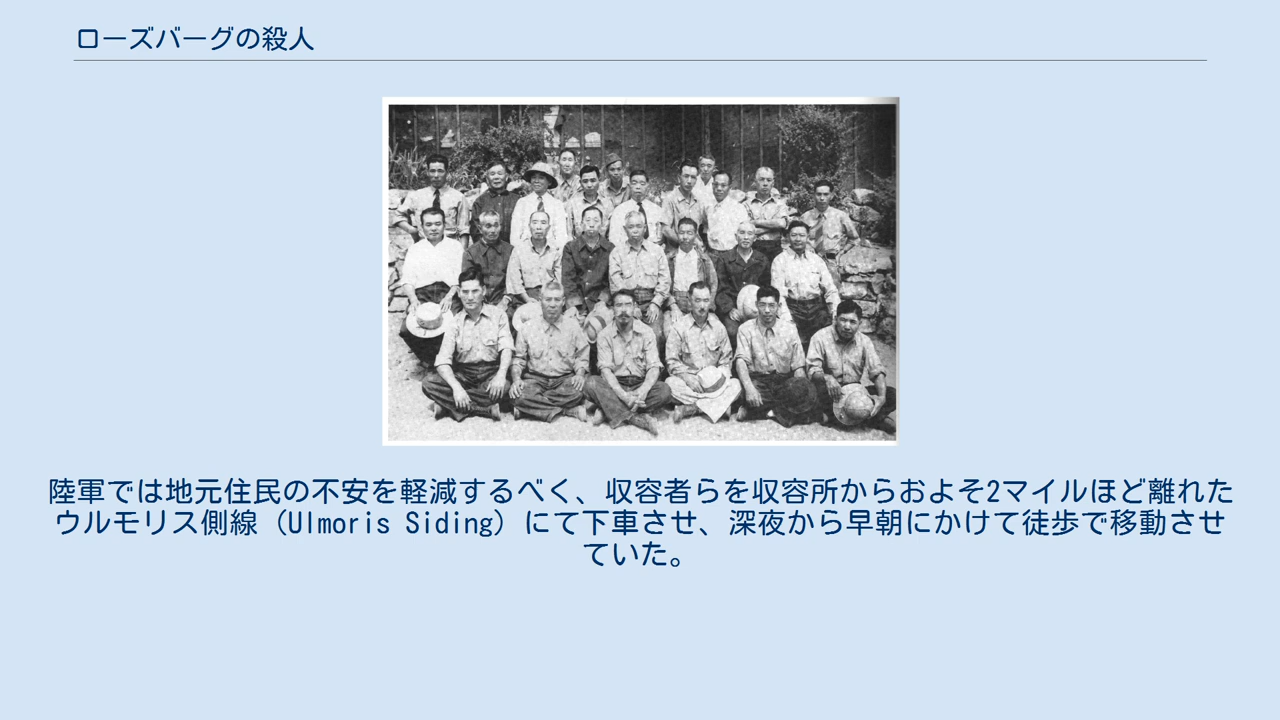 ローズバーグの殺人
陸軍では地元住民の不安を軽減するべく、収容者らを収容所からおよそ2マイルほど離れた
ウルモリス側線（Ulmoris Siding）にて下車させ、深夜から早朝にかけて徒歩で移動させ
ていた。